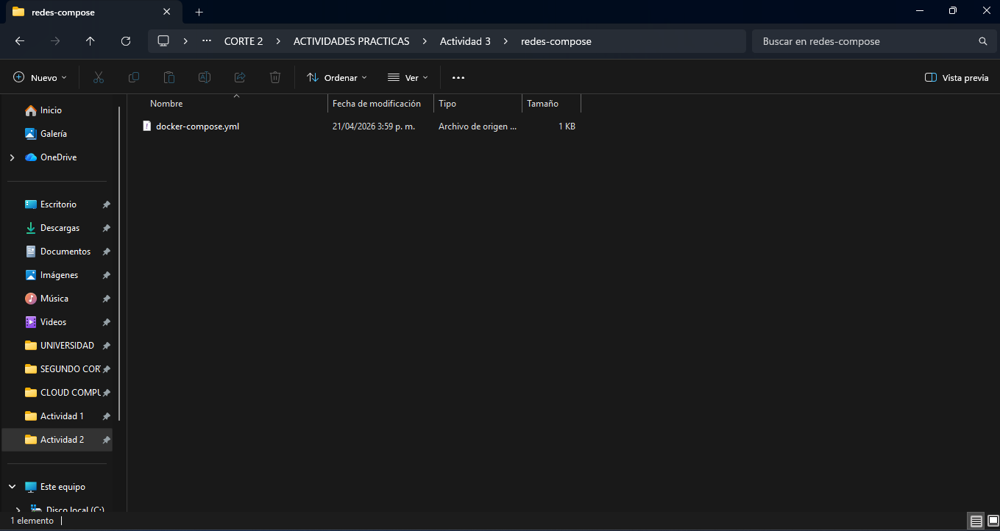 redes-compose
CORTE 2 ACTIVIDADES PRACTICAS Actividad 3 redes-compose
Buscar en redes-compose
Nuevo Ordenar Ver Vista previa
Nombre Fecha de modificación Tipo Tamaño
docker-compose.yml 21/04/2026 3:59 p. m. Archivo de origen ... 1 KB
Inicio
Galería
OneDrive
Escritorio
Descargas
Documentos
Imágenes
Música
Videos
UNIVERSIDAD
SEGUNDO COR
CLOUD COMPU
Actividad 1
Actividad 2
Este equipo
Disco local (C:)
1 elemento